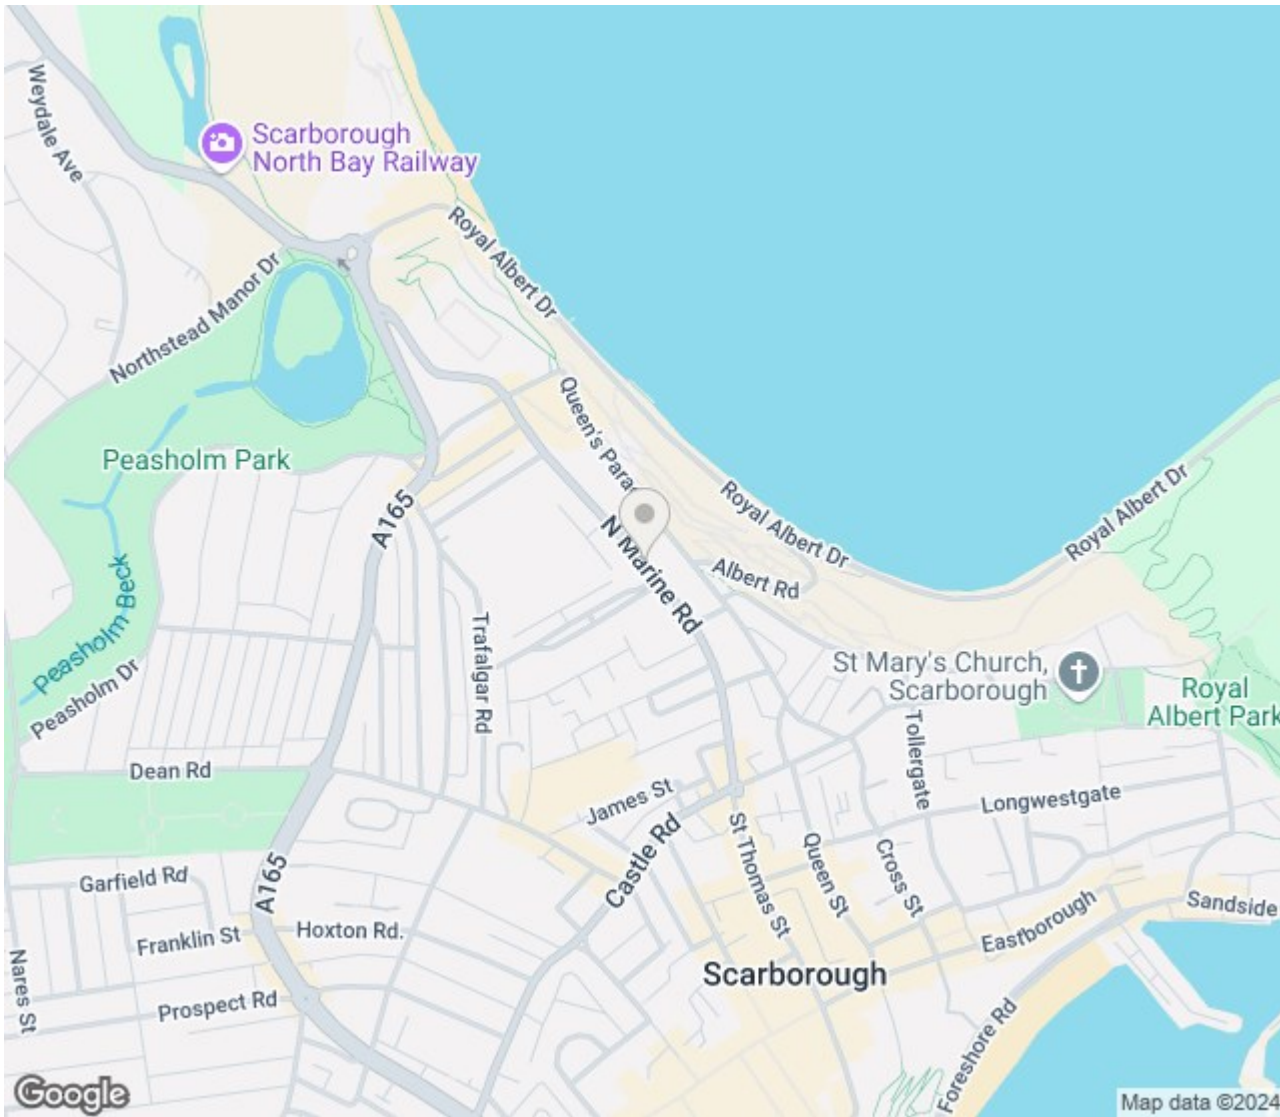 Weydale Ave
Scarborough
North Bay Railway
Royal Albert Dr
Northstead Manor Dr
Queen's Para
Peasholm Park
A165
Royal Albert Dr
Royal Albert Dr
N Marine Rd
Albert Rd
Peasholm Beck
Trafalgar Rd
Peasholm Dr
St Mary's Church,
Scarborough
Royal
Albert Park
Tollergate
Dean Rd
James St
Longwestgate
Castle Rd
St Thomas St
Queen St
Cross St
A165
Garfield Rd
Sandside
Eastborough
Franklin St
Hoxton Rd.
Nares St
Scarborough
Prospect Rd
Foreshore Rd
Google
Map data ©2024